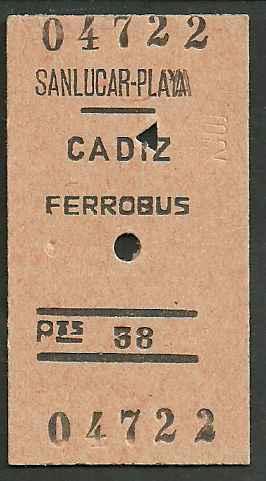 04722
SANLUCAR-PLAYA
CADIZ
FERROBUS
PTS 38
04722